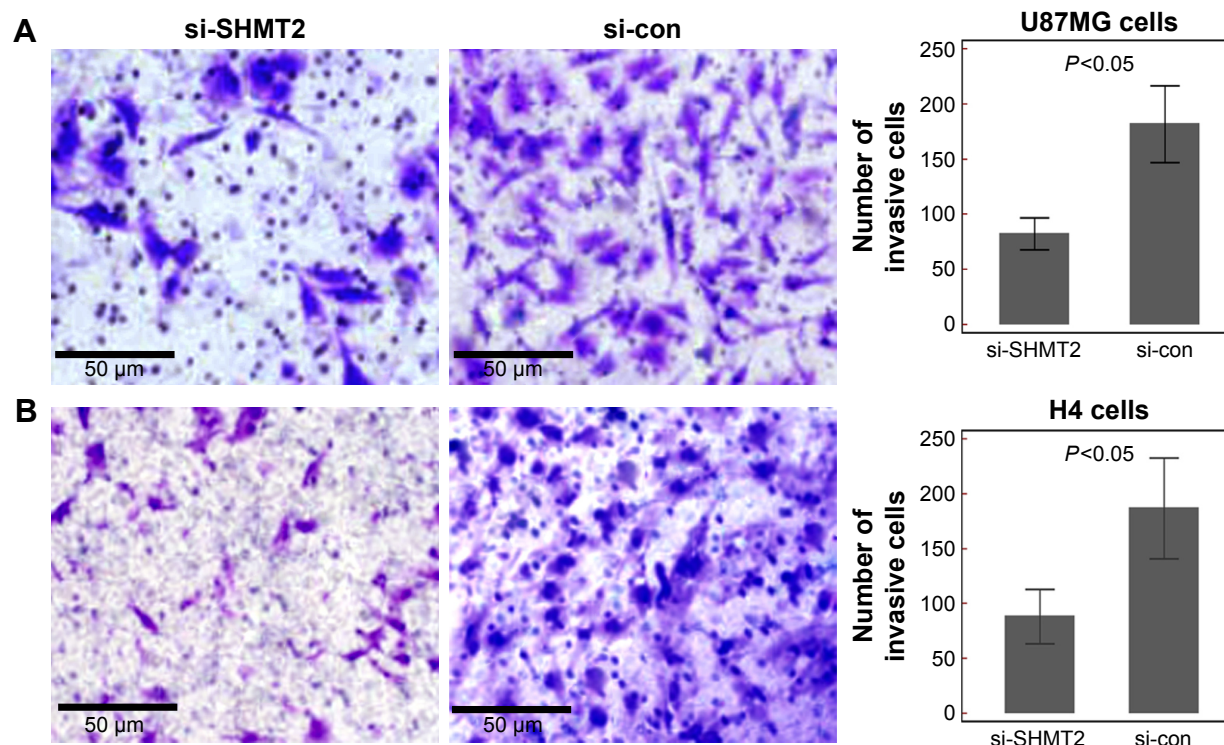 A
si-SHMT2
si-con
50 μm
50 μm
U87MG cells
Number of
invasive cells
250
200
150
100
50
0
P<0.05
si-SHMT2
si-con
B
50 μm
50 μm
H4 cells
Number of
invasive cells
250
200
150
100
50
0
P<0.05
si-SHMT2
si-con